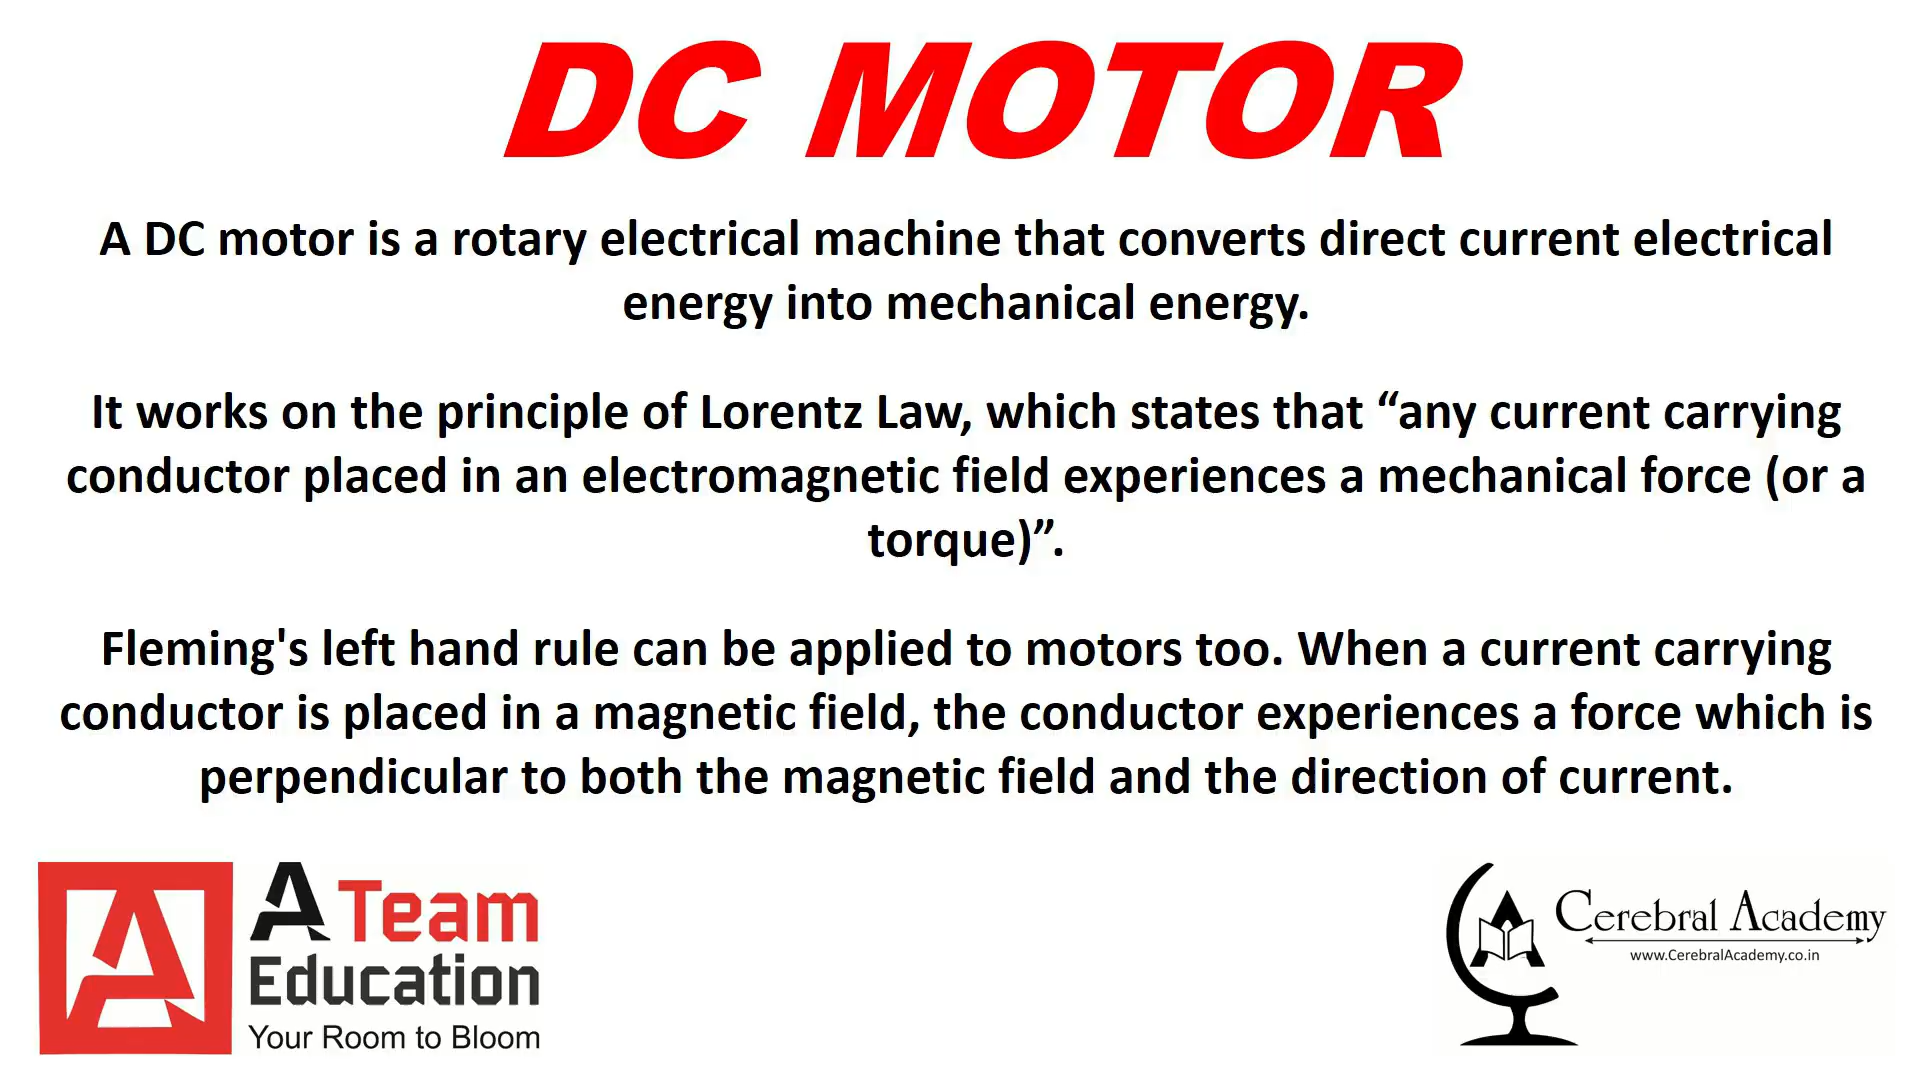 DC MOTOR
A DC motor is a rotary electrical machine that converts direct current electrical
energy into mechanical energy.
It works on the principle of Lorentz Law, which states that “any current carrying
conductor placed in an electromagnetic field experiences a mechanical force (or a
torque)”.
Fleming's left hand rule can be applied to motors too. When a current carrying
conductor is placed in a magnetic field, the conductor experiences a force which is
perpendicular to both the magnetic field and the direction of current.
A Team
Education
Your Room to Bloom
Cerebral Academy
www.CerebralAcademy.co.in